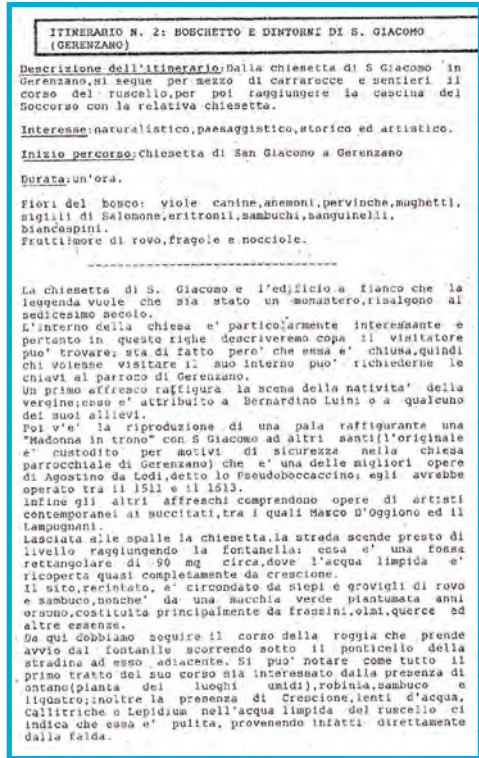 ITINERARIO N. 2: BOSCHETTO E DINTORNI DI S. GIACOMO
(GERENZANO)
Descrizione dell'itinerario:Dalla chiesetta di S Giacomo in
Gerenzano,si segue per mezzo di carrarecce e sentieri il
corso del ruscello,per poi raggiungere la cascina del
Soccorso con la relativa chiesetta.
Interesse:naturalistico,paesaggistico,storico ed artistico.
Inizio percorso:Chiesetta di San Giacomo a Gerenzano
Durata:un'ora.
Fiori del bosco: viole canine,anemoni,pervinche,mughetti,
sigilli di Salomone,eritronii,sambuchi,sanguinelli,
biancospini.
Frutti:more di rovo,fragole e nocciole.
----------------------------------
La chiesetta di S. Giacomo e l'edificio a fianco che la
leggenda vuole che sia stato un monastero,risalgono al
sedicesimo secolo.
L'interno della chiesa e' particolarmente interessante e
pertanto in queste righe descriveremo cosa il visitatore
puo' trovare; sta di fatto pero' che essa e' chiusa,quindi
chi volesse visitare il suo interno puo' richiederne le
chiavi al parroco di Gerenzano.
Un primo affresco raffigura la scena della nativita' della
vergine;esso e' attribuito a Bernardino Luini o a qualcuno
dei suoi allievi.
Poi v'e' la riproduzione di una pala raffigurante una
"Madonna in trono" con S Giacomo ad altri santi(l'originale
e' custodito per motivi di sicurezza nella chiesa
parrocchiale di Gerenzano) che e' una delle migliori opere
di Agostino da Lodi,detto lo Pseudoboccaccino; egli avrebbe
operato tra il 1511 e il 1613.
Infine gli altri affreschi comprendono opere di artisti
contemporanei ai succitati,tra i quali Marco D'Oggiono ed il
Lampugnani.
Lasciata alle spalle la chiesetta,la strada scende presto di
livello raggiungendo la fontanella: essa e' una fossa
rettangolare di 90 mq circa,dove l'acqua limpida e'
ricoperta quasi completamente da crescione.
Il sito,recintato, e' circondato da siepi e grovigli di rovo
e sambuco,nonche' da una macchia verde piantumata anni
orsono,costituita principalmente da frassini,olmi,querce ed
altre essenze.
Da qui dobbiamo seguire il corso della roggia che prende
avvio dal fontanile scorrendo sotto il ponticello della
stradina ad esso adiacente. Si puo' notare come tutto il
primo tratto del suo corso sia interessato dalla presenza di
ontano(pianta dei luoghi umidi),robinia,sambuco e
ligustro;inoltre la presenza di Crescione,lenti d'acqua,
Callitriche e Lepidium nell'acqua limpida del ruscello ci
indica che essa e' pulita, provenendo infatti direttamente
dalla falda.